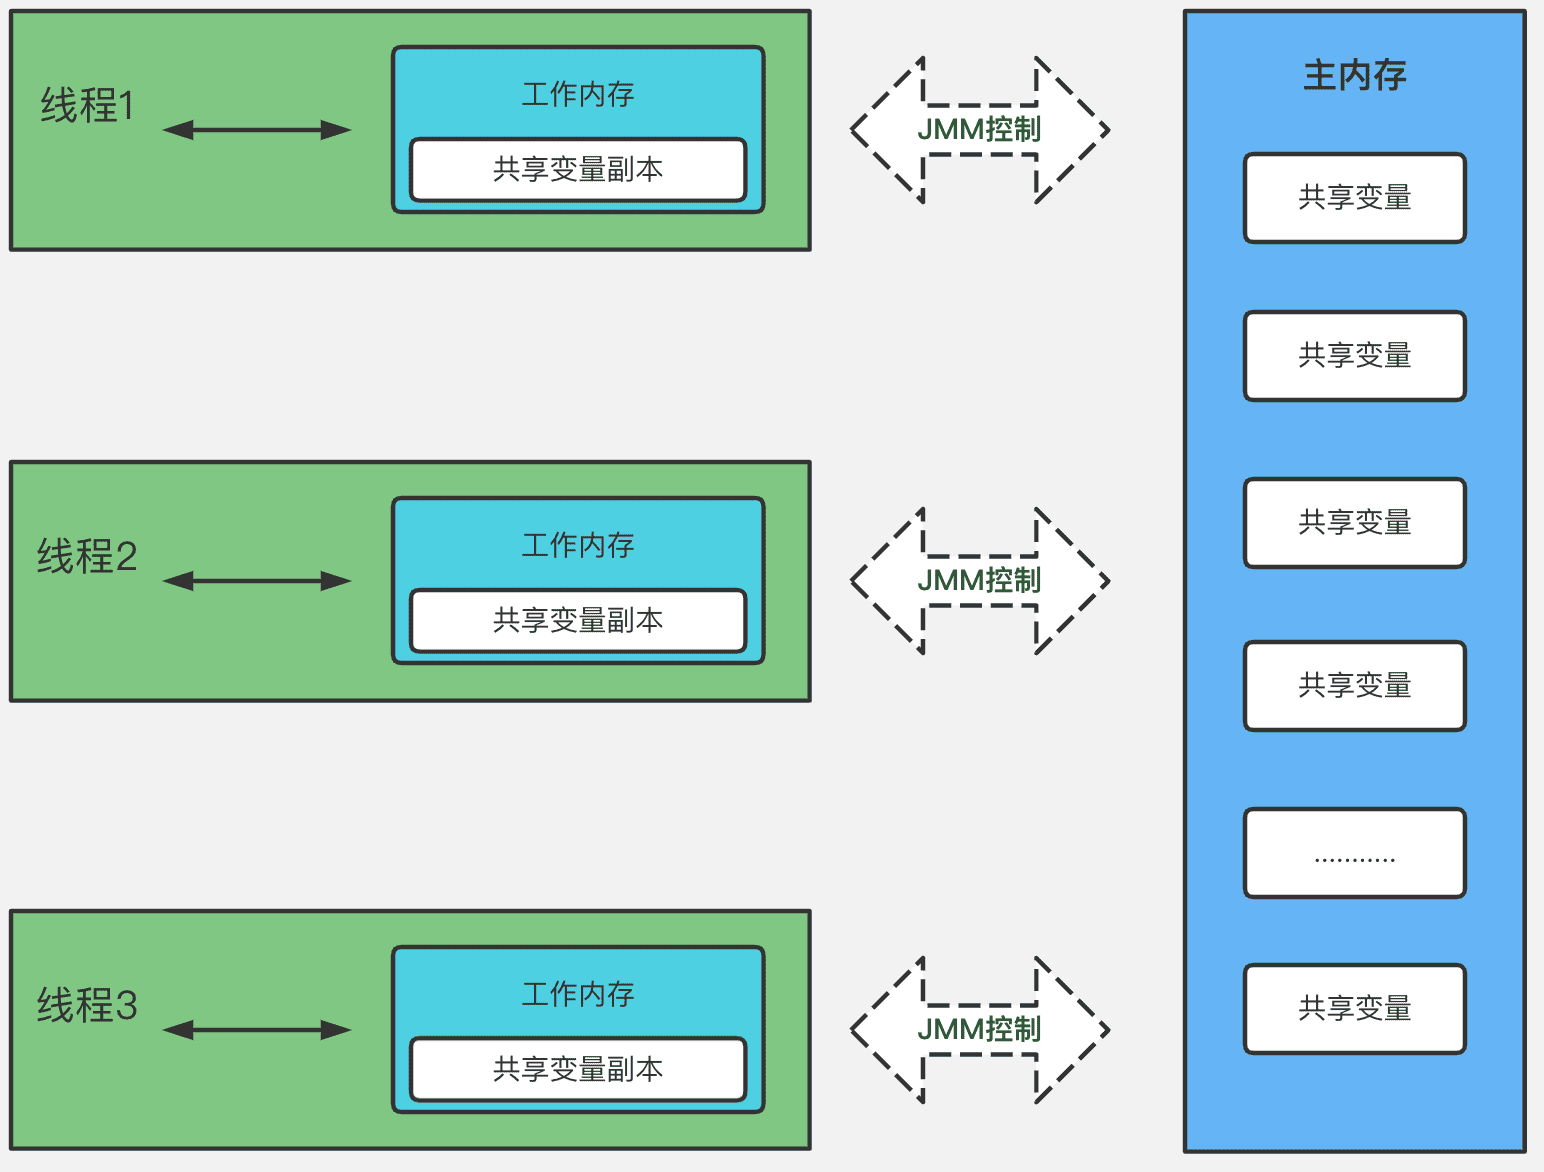 线程1
工作内存
共享变量副本
JMM控制
线程2
工作内存
共享变量副本
JMM控制
线程3
工作内存
共享变量副本
JMM控制
主内存
共享变量
共享变量
共享变量
共享变量
...........
共享变量